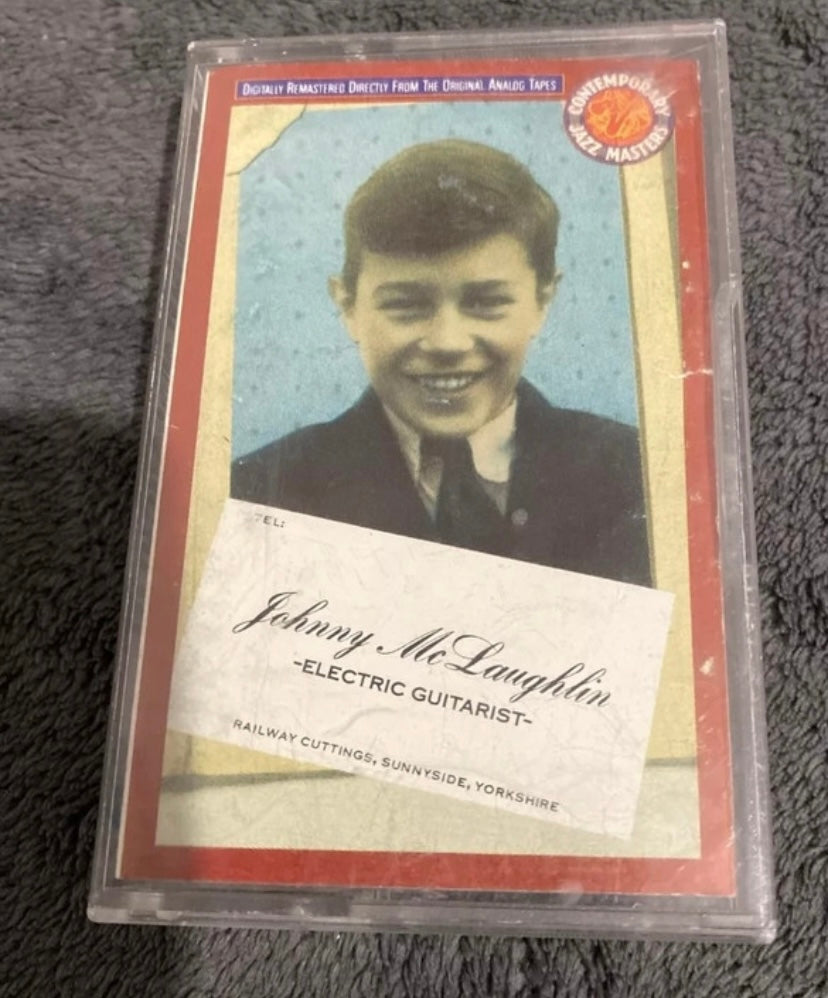 Digitally Remastered Directly From The Original Analog Tapes
CONTEMPORARY
JAZZ MASTERS
TEL:
Johnny McLaughlin
-ELECTRIC GUITARIST-
RAILWAY CUTTINGS, SUNNYSIDE, YORKSHIRE